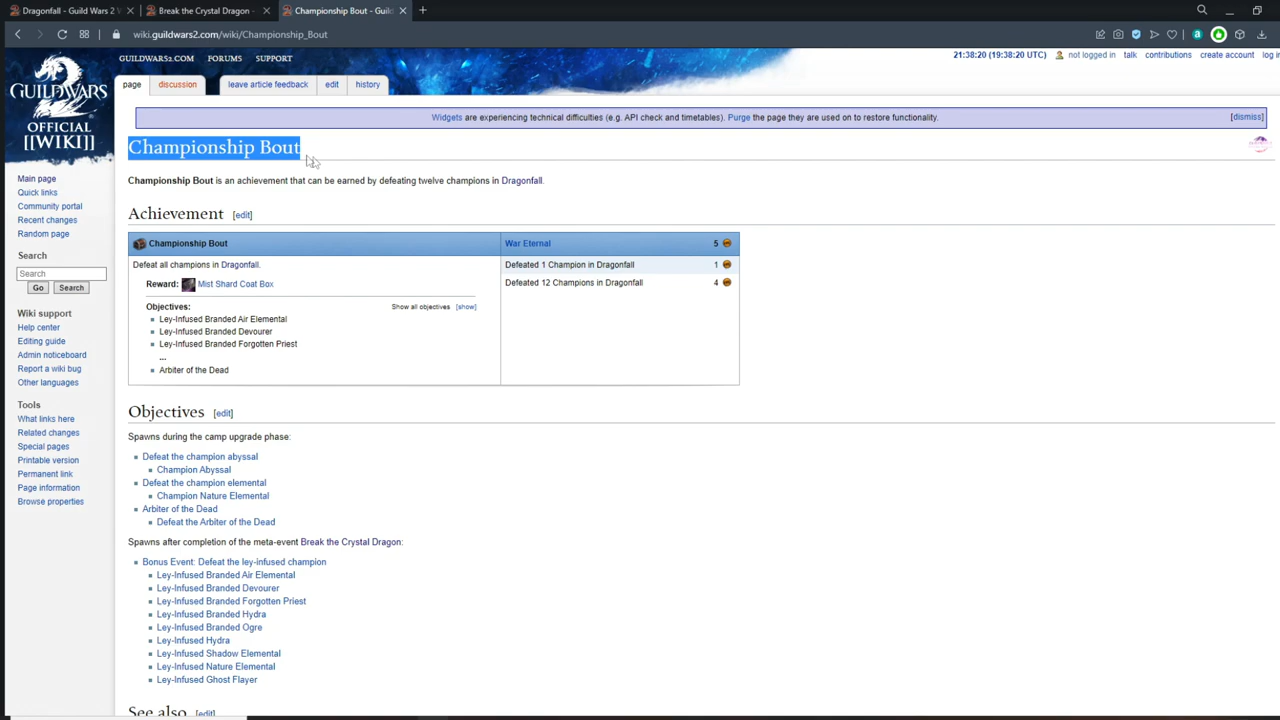 Dragonfall - Guild Wars 2 W
Break the Crystal Dragon -
Championship Bout - Guil
wiki.guildwars2.com/wiki/Championship_Bout
GUILDWARS2.COM FORUMS SUPPORT
21:38:20 (19:38:20 UTC) not logged in talk contributions create account log i
page discussion leave article feedback edit history
GUILD WARS
OFFICIAL
[[WIKI]]
Widgets are experiencing technical difficulties (e.g. API check and timetables). Purge the page they are used on to restore functionality. [dismiss]
Championship Bout
Championship Bout is an achievement that can be earned by defeating twelve champions in Dragonfall.
Main page
Quick links
Community portal
Recent changes
Random page
Search
Search
Go Search
Wiki support
Help center
Editing guide
Admin noticeboard
Report a wiki bug
Other languages
Tools
What links here
Related changes
Special pages
Printable version
Permanent link
Page information
Browse properties
Achievement [edit]
Championship Bout War Eternal 5
Defeat all champions in Dragonfall.
Reward: Mist Shard Coat Box
Objectives: Show all objectives [show]
Ley-Infused Branded Air Elemental
Ley-Infused Branded Devourer
Ley-Infused Branded Forgotten Priest
...
Arbiter of the Dead
Defeated 1 Champion in Dragonfall 1
Defeated 12 Champions in Dragonfall 4
Objectives [edit]
Spawns during the camp upgrade phase:
Defeat the champion abyssal
Champion Abyssal
Defeat the champion elemental
Champion Nature Elemental
Arbiter of the Dead
Defeat the Arbiter of the Dead
Spawns after completion of the meta-event Break the Crystal Dragon:
Bonus Event: Defeat the ley-infused champion
Ley-Infused Branded Air Elemental
Ley-Infused Branded Devourer
Ley-Infused Branded Forgotten Priest
Ley-Infused Branded Hydra
Ley-Infused Branded Ogre
Ley-Infused Hydra
Ley-Infused Shadow Elemental
Ley-Infused Nature Elemental
Ley-Infused Ghost Flayer
See also [edit]